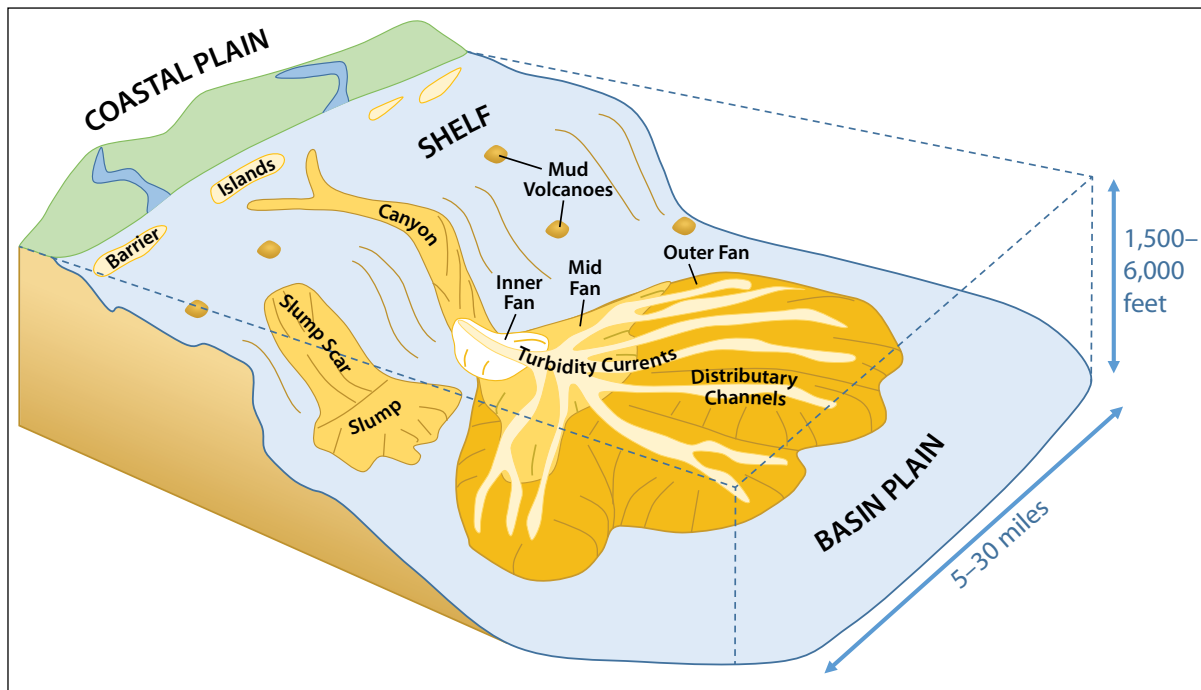 COASTAL PLAIN
SHELF
Mud
Volcanoes
Islands
Barrier
Canyon
Outer Fan
Mid
Fan
Inner
Fan
1,500–
6,000
feet
Slump Scar
Slump
Turbidity Currents
Distributary
Channels
BASIN PLAIN
5–30 miles